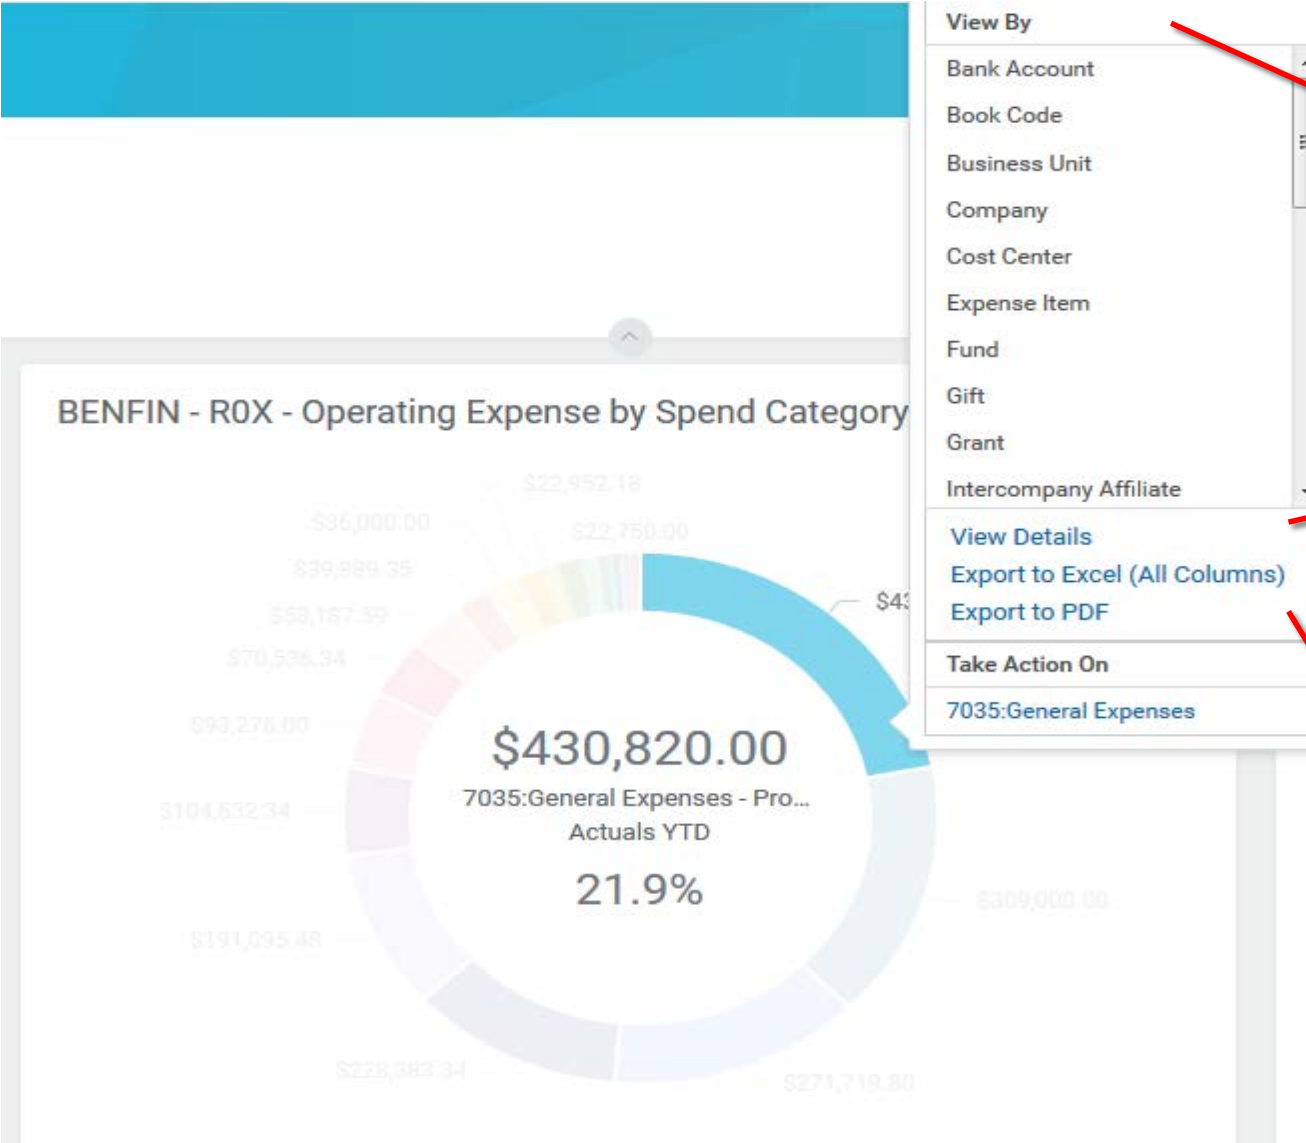 View By
Bank Account
Book Code
Business Unit
Company
Cost Center
Expense Item
Fund
Gift
Grant
Intercompany Affiliate
View Details
Export to Excel (All Columns)
Export to PDF
Take Action On
7035:General Expenses
BENFIN - R0X - Operating Expense by Spend Category
$22,952.18
$36,000.00
$22,750.00
$39,889.35
$43
$58,187.59
$70,536.34
$93,276.00
$430,820.00
7035:General Expenses - Pro...
Actuals YTD
$104,632.34
21.9%
$309,000.00
$191,095.48
$228,383.34
$271,719.80